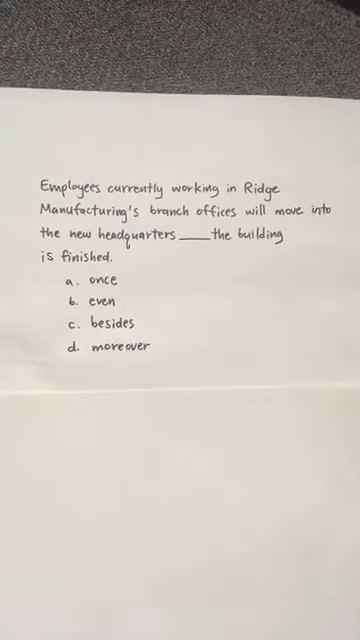 Employees currently working in Ridge
Manufacturing's branch offices will move into
the new headquarters ____ the building
is finished.
a. once
b. even
c. besides
d. moreover